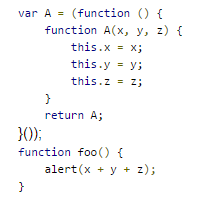 var A = (function () {
    function A(x, y, z) {
        this.x = x;
        this.y = y;
        this.z = z;
    }
    return A;
}());
function foo() {
    alert(x + y + z);
}